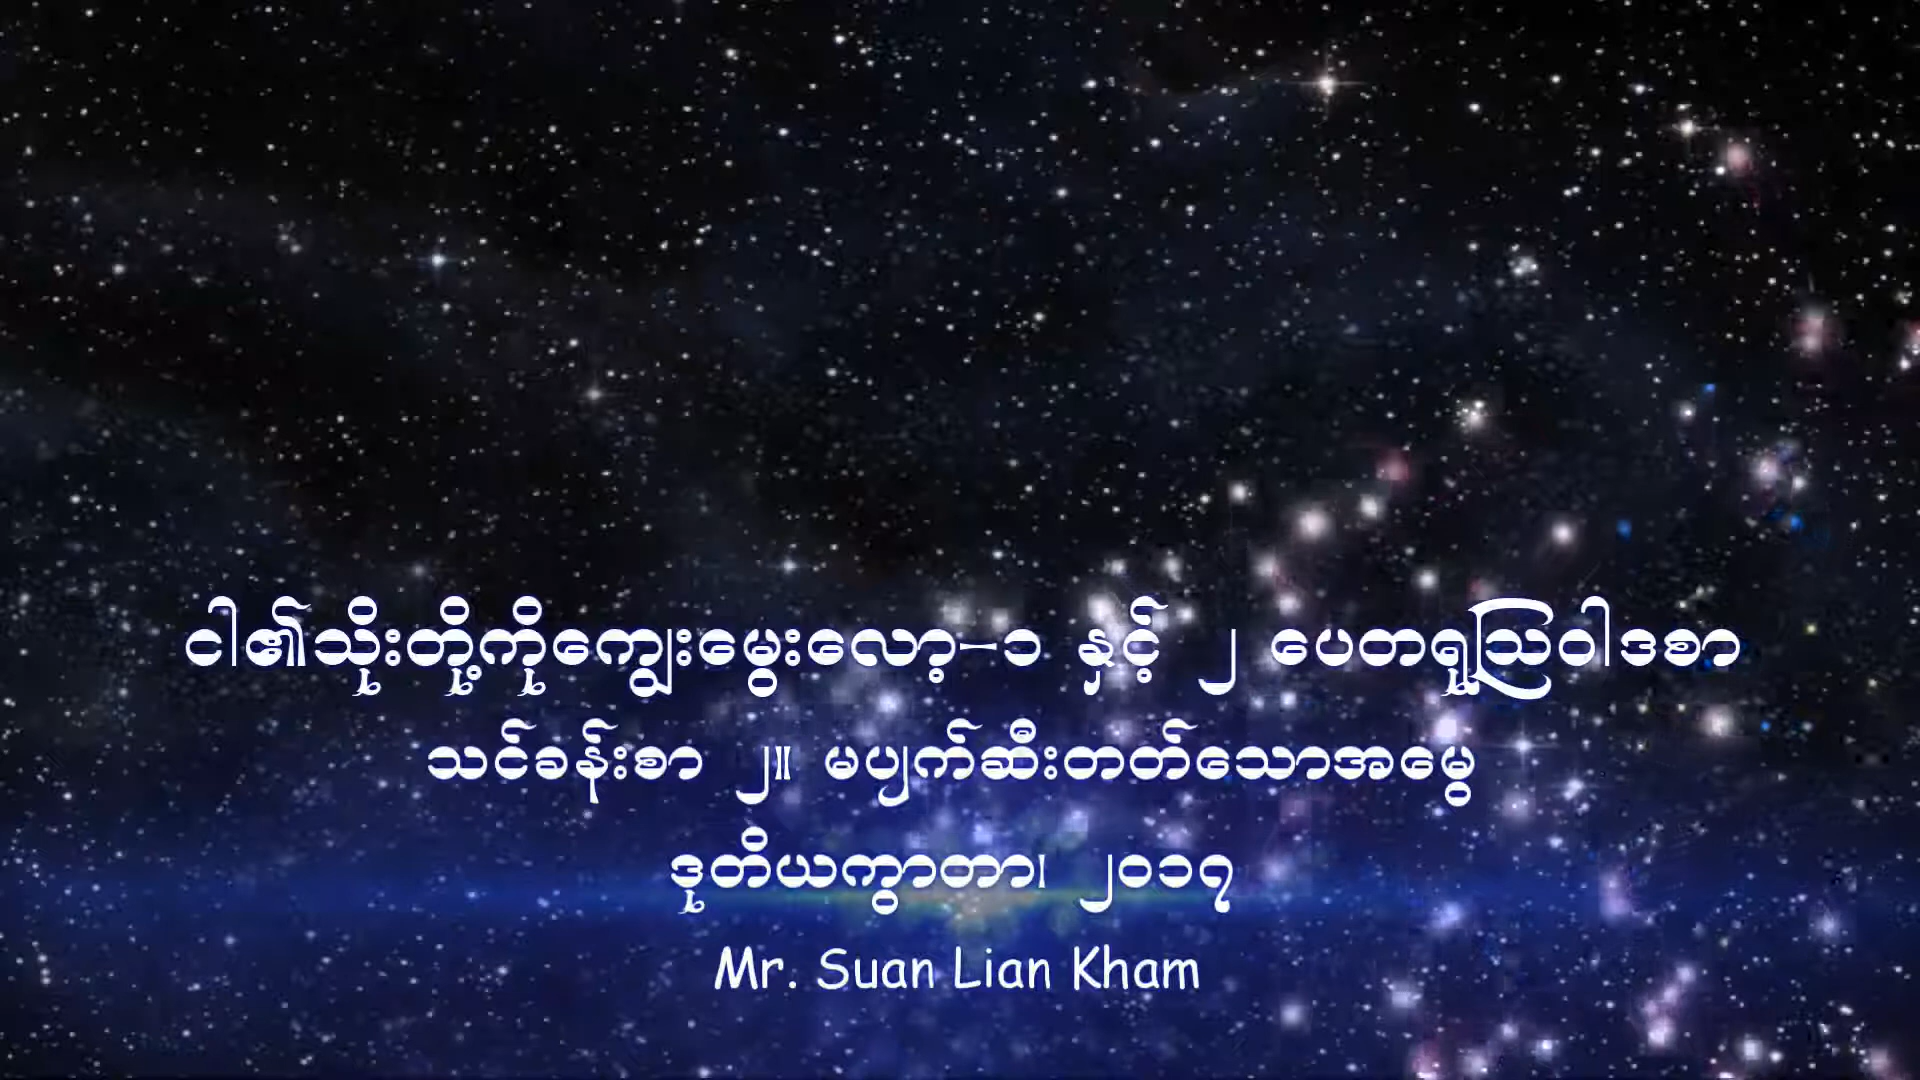 ငါ၏သိုးတို့ကိုကျွေးမွေးလော့-၁ နှင့် ၂ ပေတရုဩဝါဒစာ
သင်ခန်းစာ ၂။ မပျက်ဆီးတတ်သောအမွေ
ဒုတိယကွာတာ၊ ၂၀၁၇
Mr. Suan Lian Kham